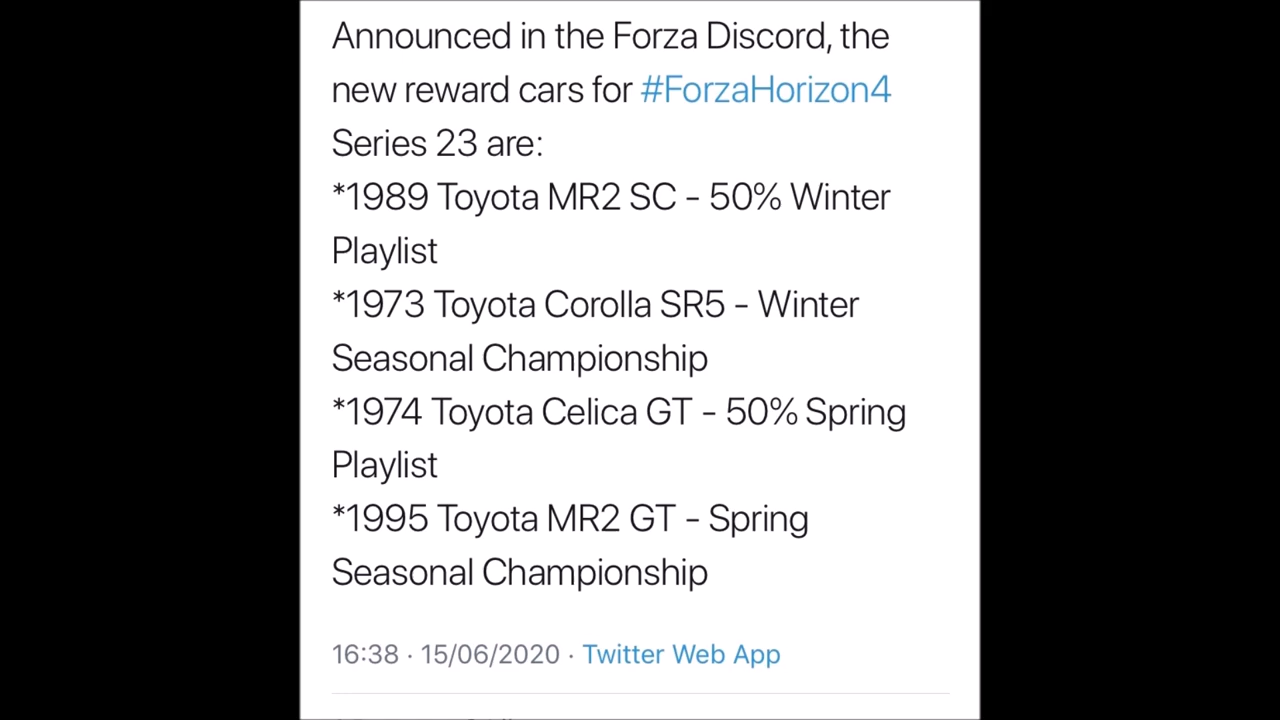 Announced in the Forza Discord, the
new reward cars for #ForzaHorizon4
Series 23 are:
*1989 Toyota MR2 SC - 50% Winter
Playlist
*1973 Toyota Corolla SR5 - Winter
Seasonal Championship
*1974 Toyota Celica GT - 50% Spring
Playlist
*1995 Toyota MR2 GT - Spring
Seasonal Championship
16:38 · 15/06/2020 · Twitter Web App